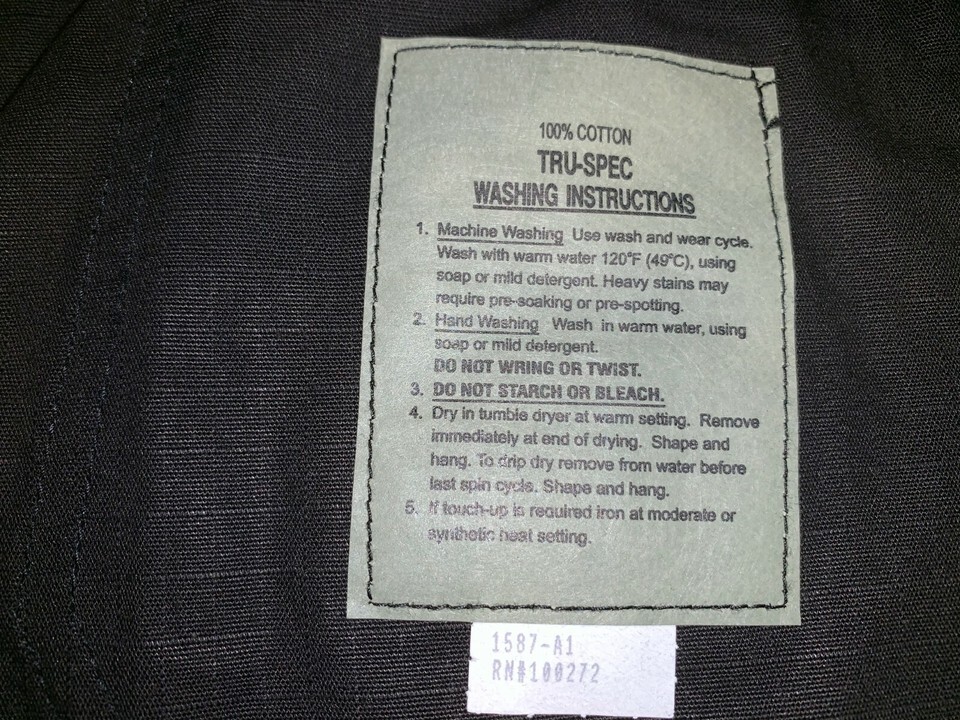 100% COTTON
TRU-SPEC
WASHING INSTRUCTIONS
1. Machine Washing Use wash and wear cycle.
Wash with warm water 120°F (49°C), using
soap or mild detergent. Heavy stains may
require pre-soaking or pre-spotting.
2. Hand Washing Wash in warm water, using
soap or mild detergent.
DO NOT WRING OR TWIST.
3. DO NOT STARCH OR BLEACH.
4. Dry in tumble dryer at warm setting. Remove
immediately at end of drying. Shape and
hang. To drip dry remove from water before
last spin cycle. Shape and hang.
5. If touch-up is required iron at moderate or
synthetic heat setting.
1587-A1
RN#100272